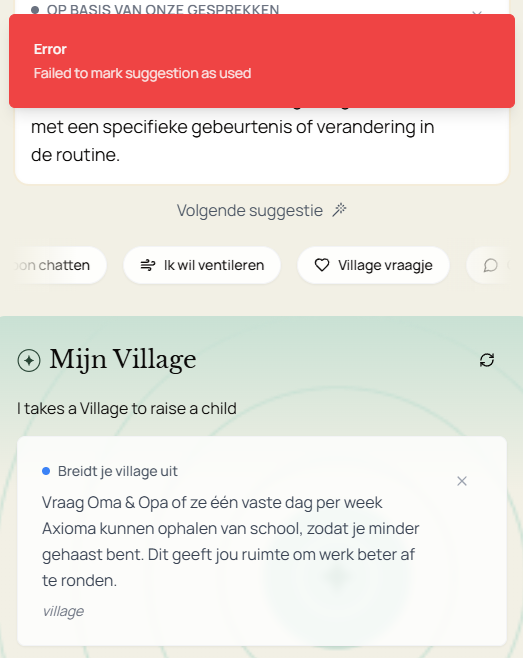 OP BASIS VAN ONZE GESPREKKEN
Error
Failed to mark suggestion as used
met een specifieke gebeurtenis of verandering in
de routine.
Volgende suggestie
on chatten
Ik wil ventileren
Village vraagje
Mijn Village
I takes a Village to raise a child
Breidt je village uit
Vraag Oma & Opa of ze één vaste dag per week
Axioma kunnen ophalen van school, zodat je minder
gehaast bent. Dit geeft jou ruimte om werk beter af
te ronden.
village